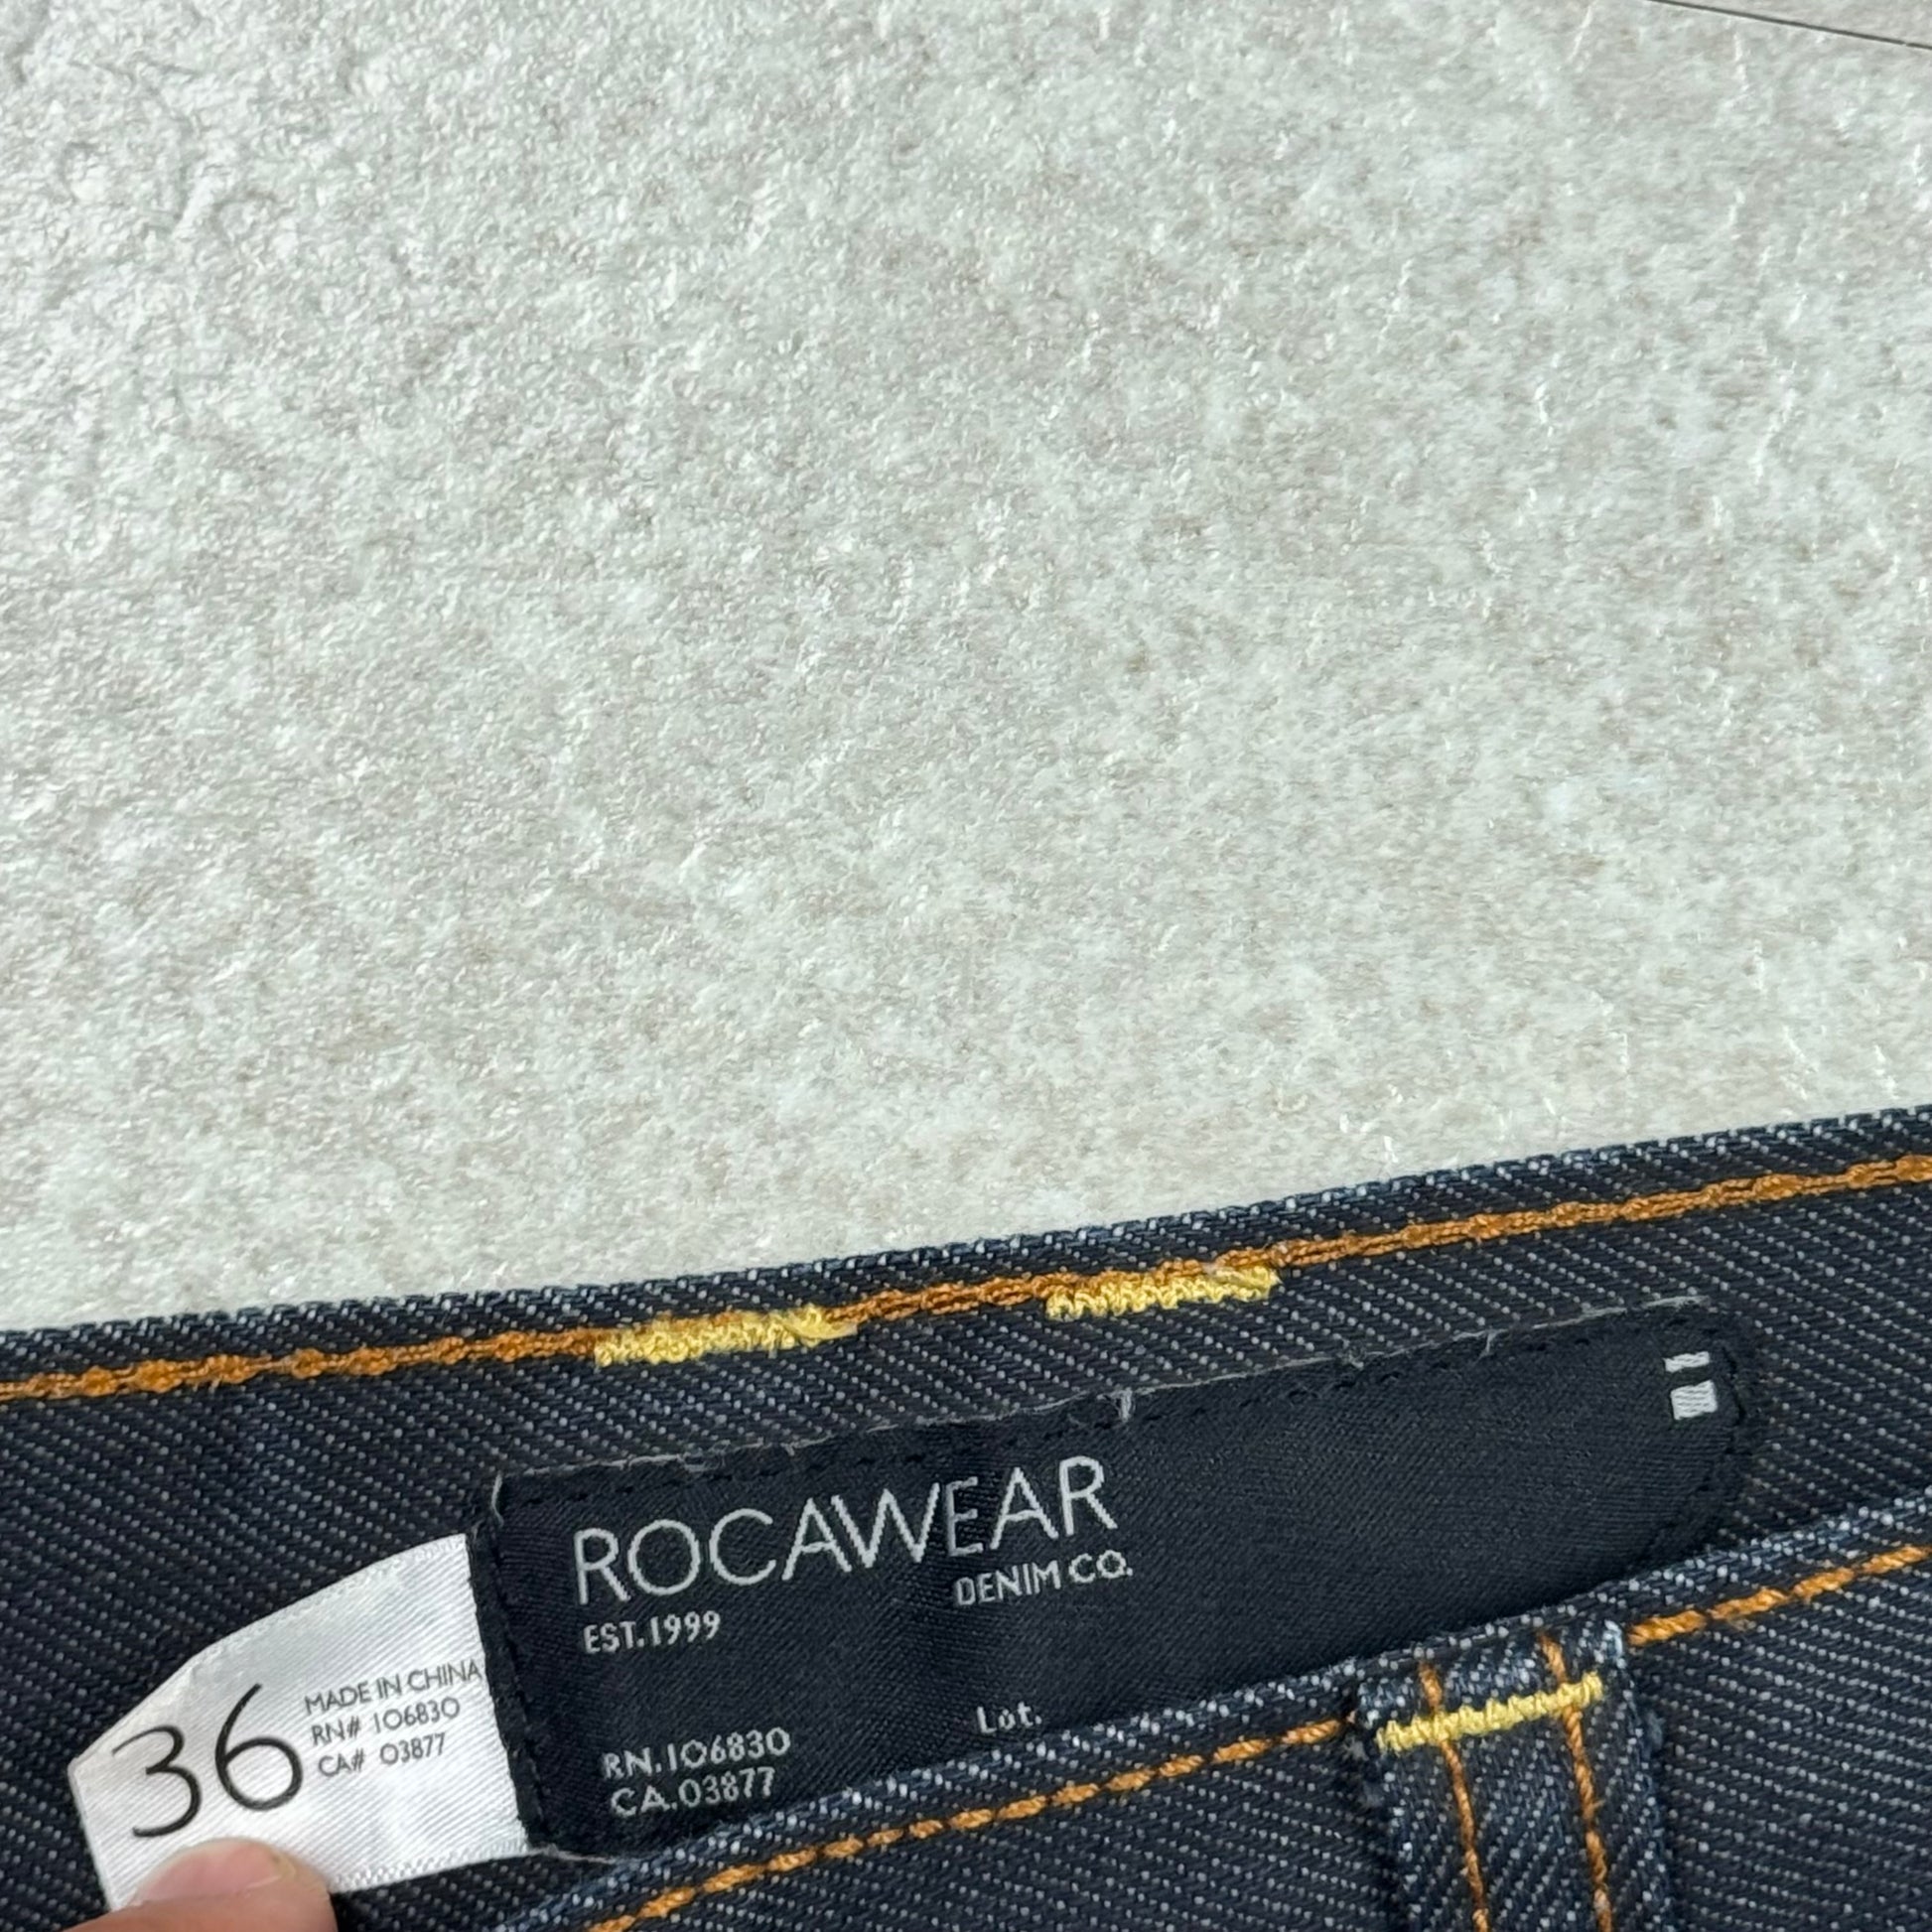 ROCAWEAR
DENIM CO.
EST.1999
Lot.
RN.106830
CA.03877
36
MADE IN CHINA
RN# 106830
CA# 03877